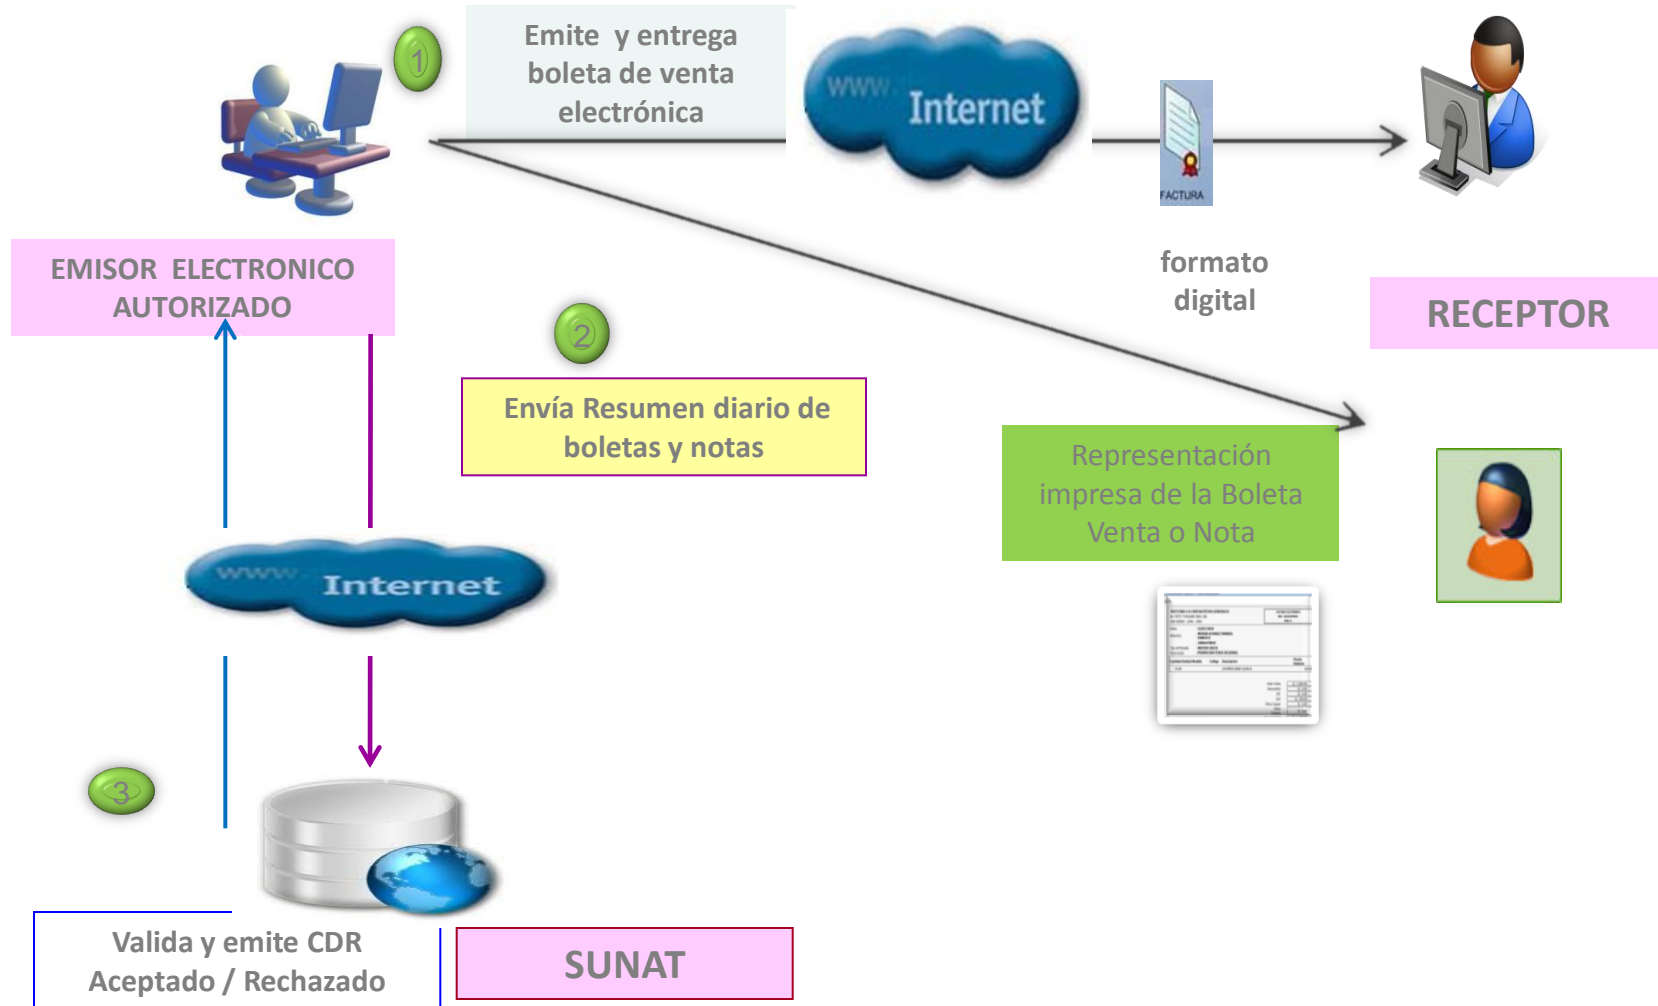 1
Emite y entrega
boleta de venta
electrónica
www
Internet
FACTURA
formato
digital
EMISOR ELECTRONICO
AUTORIZADO
RECEPTOR
2
Envía Resumen diario de
boletas y notas
Representación
impresa de la Boleta
Venta o Nota
www
Internet
3
Valida y emite CDR
Aceptado / Rechazado
SUNAT